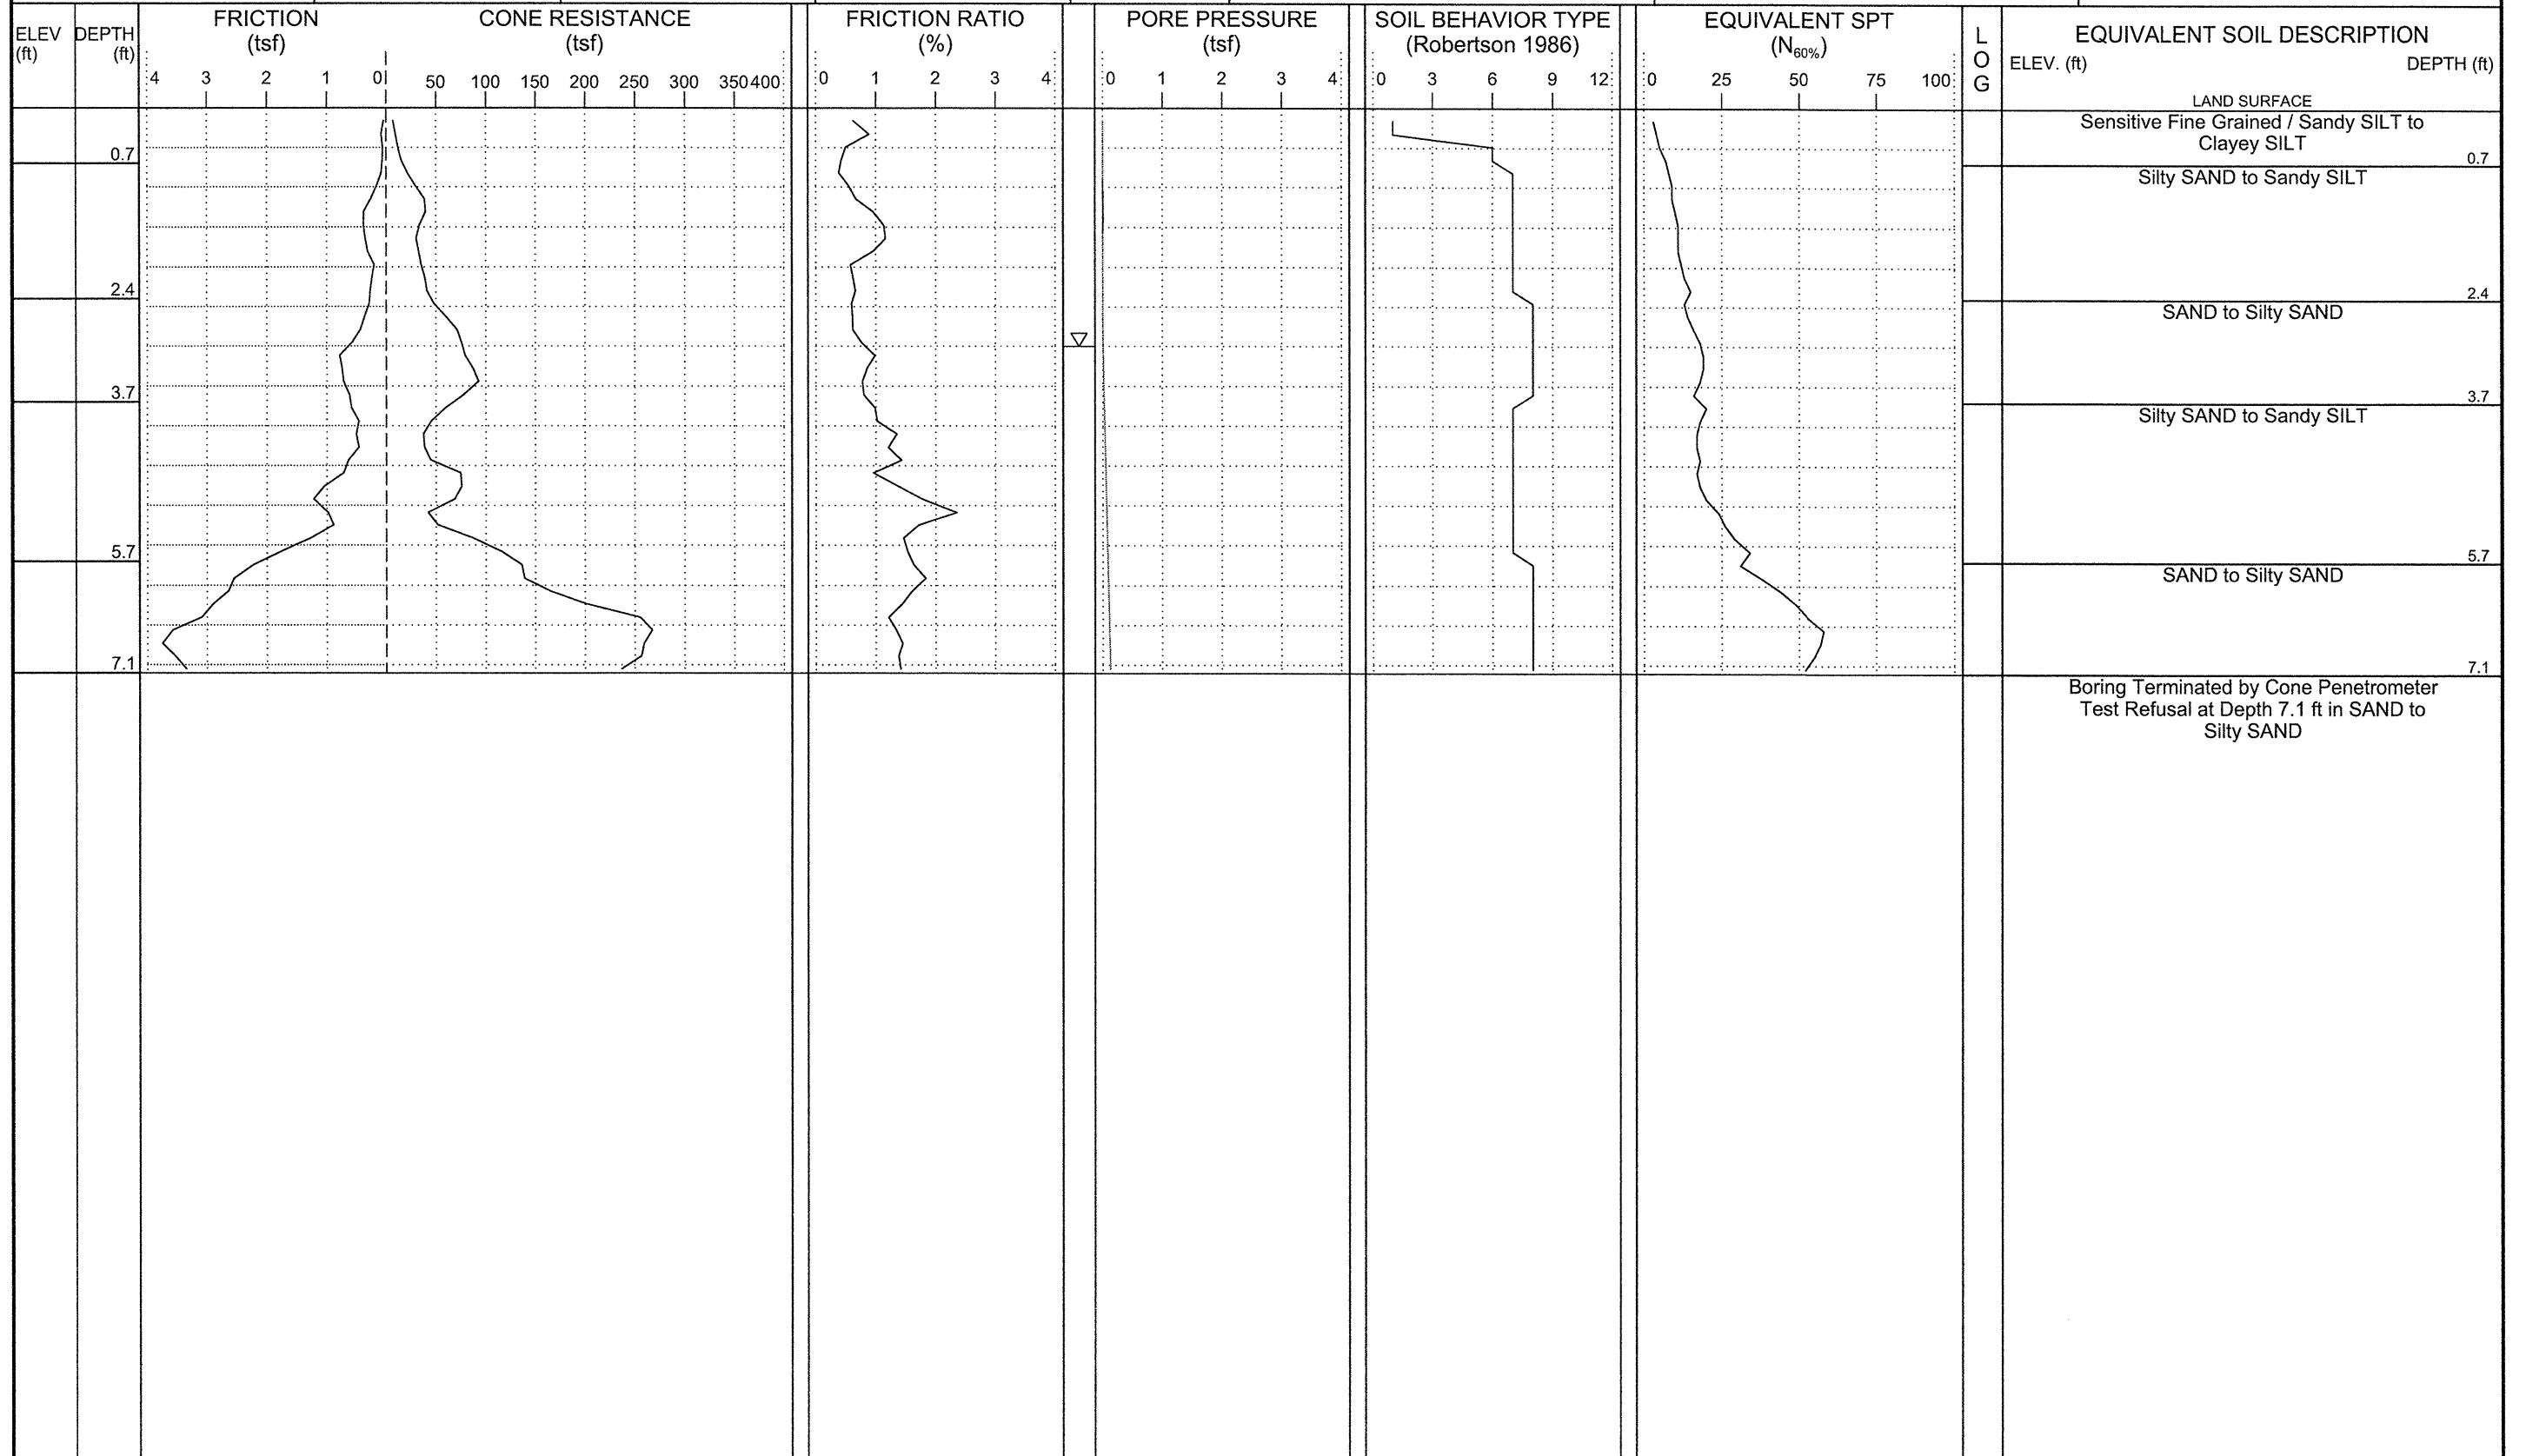 FRICTION CONE RESISTANCE FRICTION RATIO PORE PRESSURE SOIL BEHAVIOR TYPE EQUIVALENT SPT
ELEV DEPTH (tsf) (tsf) (%) (tsf) (Robertson 1986) (N60%) L EQUIVALENT SOIL DESCRIPTION
(ft) (ft) O ELEV. (ft) DEPTH (ft)
4 3 2 1 0 50 100 150 200 250 300 350 400 0 1 2 3 4 0 1 2 3 4 0 3 6 9 12 0 25 50 75 100 G
LAND SURFACE
Sensitive Fine Grained / Sandy SILT to
Clayey SILT
0.7 0.7
Silty SAND to Sandy SILT
2.4 2.4
SAND to Silty SAND
3.7 3.7
Silty SAND to Sandy SILT
5.7 5.7
SAND to Silty SAND
7.1 7.1
Boring Terminated by Cone Penetrometer
Test Refusal at Depth 7.1 ft in SAND to
Silty SAND